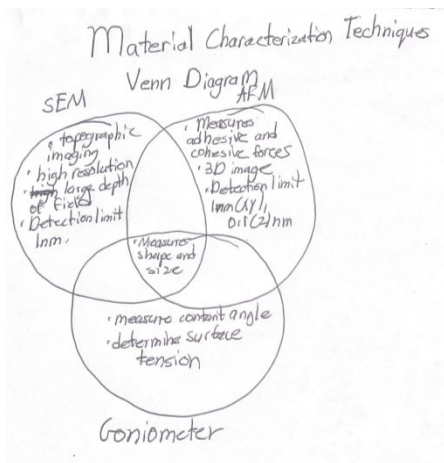 Material Characterization Techniques
Venn Diagram
SEM
AFM
• topographic
imaging
• high resolution
• large depth
of field
• Detection limit
1nm.
• Measures
adhesive and
cohesive forces
• 3D image
• Detection limit
1nm (xy),
0.1 (z) nm
• Measures
shape and
size
• measure content angle
• determine surface
tension
Goniometer